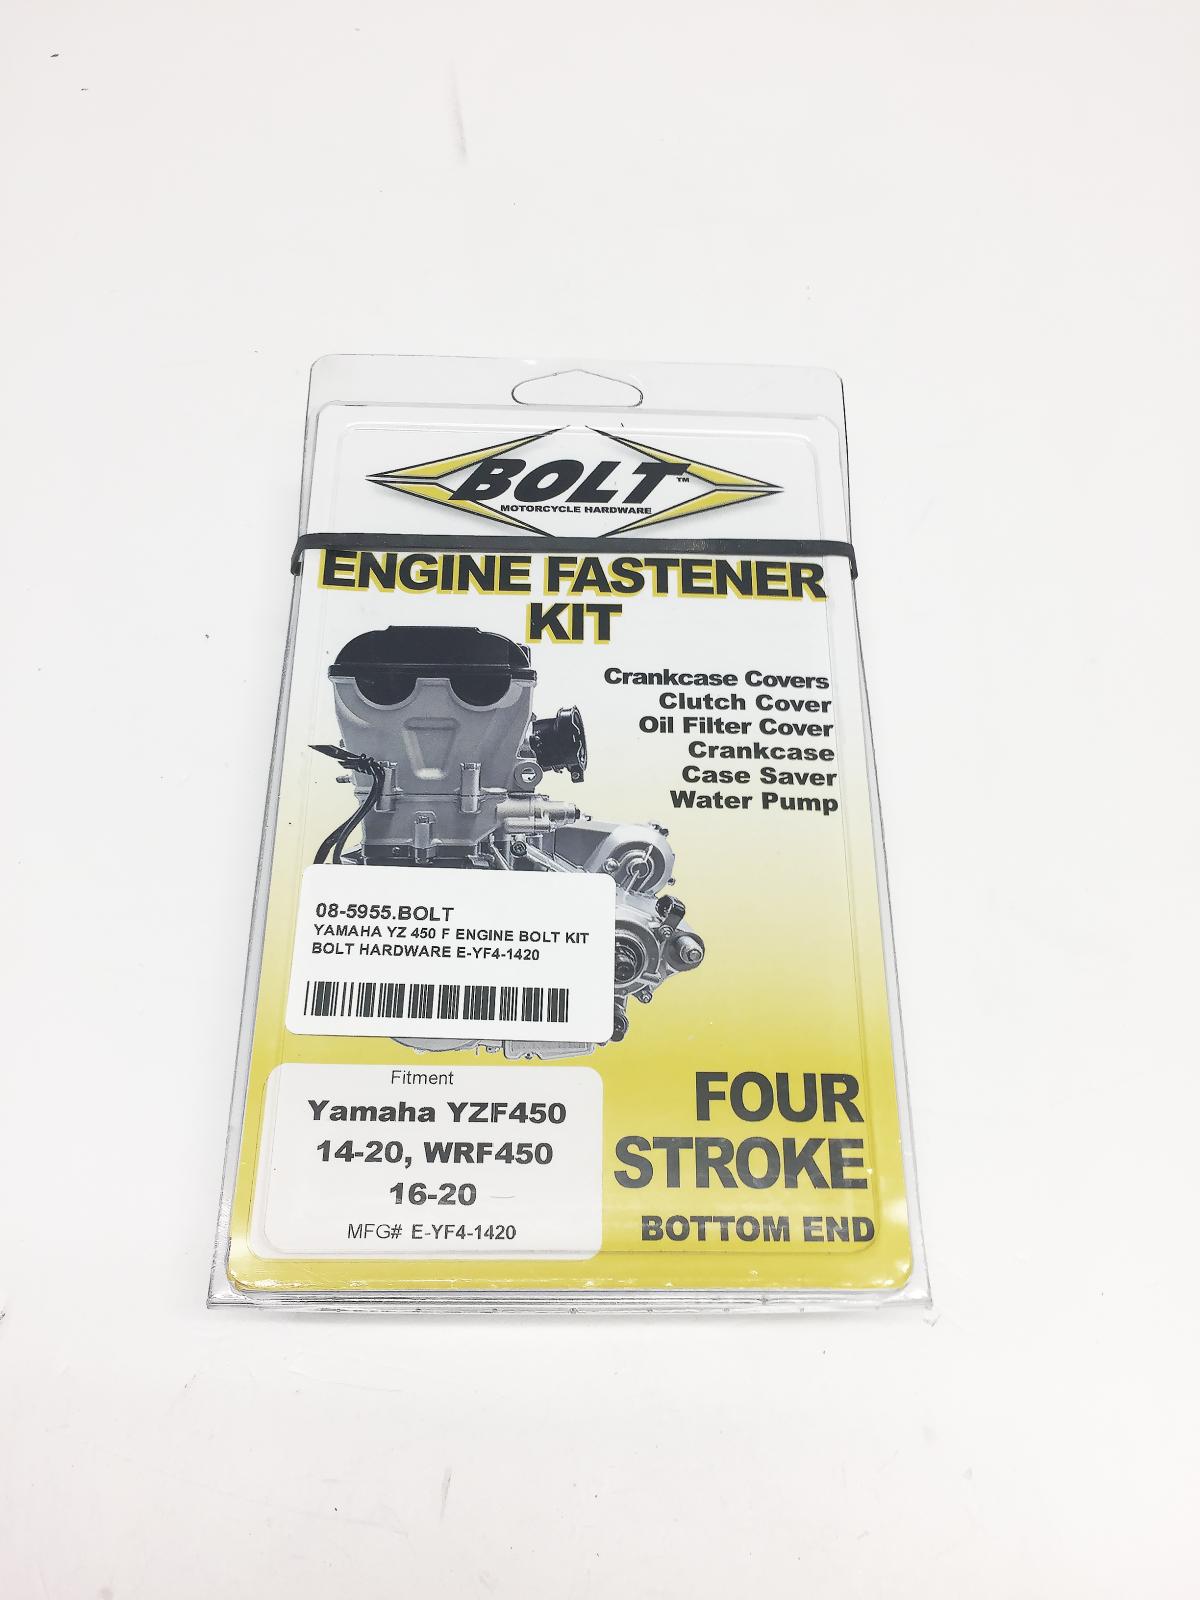 BOLT™
MOTORCYCLE HARDWARE
ENGINE FASTENER
KIT
Crankcase Covers
Clutch Cover
Oil Filter Cover
Crankcase
Case Saver
Water Pump
08-5955.BOLT
YAMAHA YZ 450 F ENGINE BOLT KIT
BOLT HARDWARE E-YF4-1420
Fitment
Yamaha YZF450
14-20, WRF450
16-20
MFG# E-YF4-1420
FOUR
STROKE
BOTTOM END